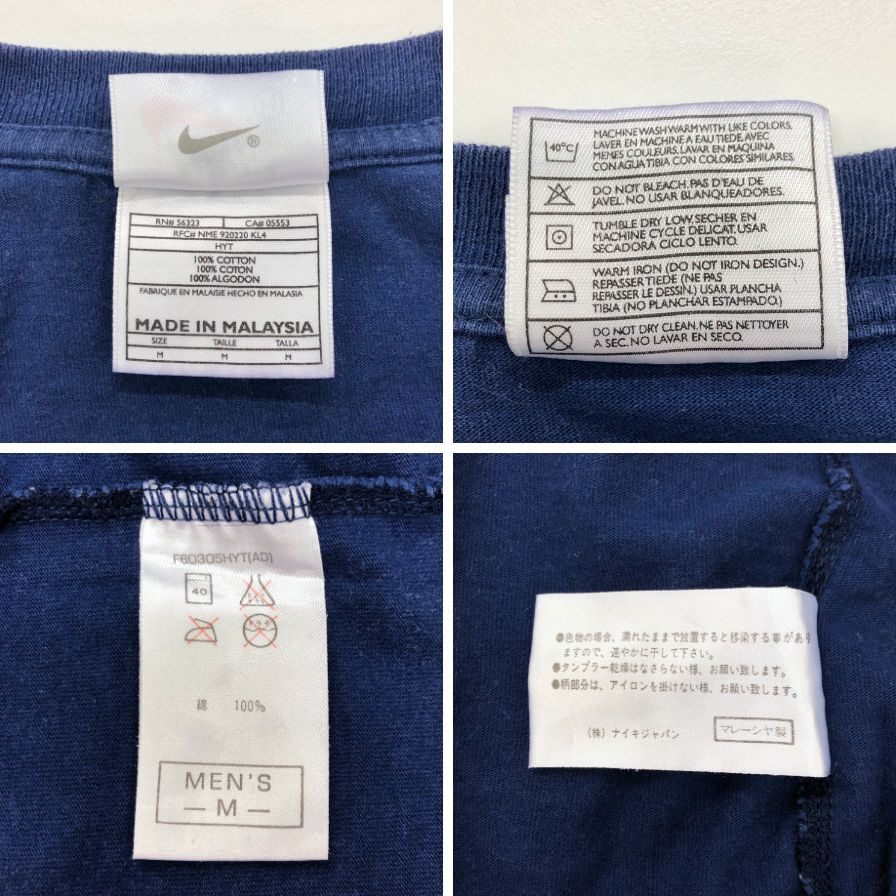 ®
RN# 56323 CA# 05553
RFC# NME 920220 KL4
HYT
100% COTTON
100% COTON
100% ALGODON
FABRIQUE EN MALAISIE HECHO EN MALASIA
MADE IN MALAYSIA
SIZE TAILLE TALLA
M M M
40°C
MACHINE WASH WARM WITH LIKE COLORS.
LAVER EN MACHINE A EAU TIEDE, AVEC
MEMES COULEURS. LAVAR EN MAQUINA
CON AGUA TIBIA CON COLORES SIMILARES.
DO NOT BLEACH. PAS D'EAU DE
JAVEL. NO USAR BLANQUEADORES.
TUMBLE DRY LOW. SECHER EN
MACHINE CYCLE DELICAT. USAR
SECADORA CICLO LENTO.
WARM IRON (DO NOT IRON DESIGN.)
REPASSER TIEDE (NE PAS
REPASSER LE DESSIN.) USAR PLANCHA
TIBIA (NO PLANCHAR ESTAMPADO.)
DO NOT DRY CLEAN. NE PAS NETTOYER
A SEC. NO LAVAR EN SECO.
F60305HYT(AD)
40
ドライ
綿 100%
MEN'S
— M —
●色物の場合、濡れたままで放置すると移染する事があり
ますので、速やかに干して下さい。
●タンブラー乾燥はなさらない様、お願い致します。
●柄部分は、アイロンを掛けない様、お願い致します。
(株) ナイキジャパン マレーシヤ製